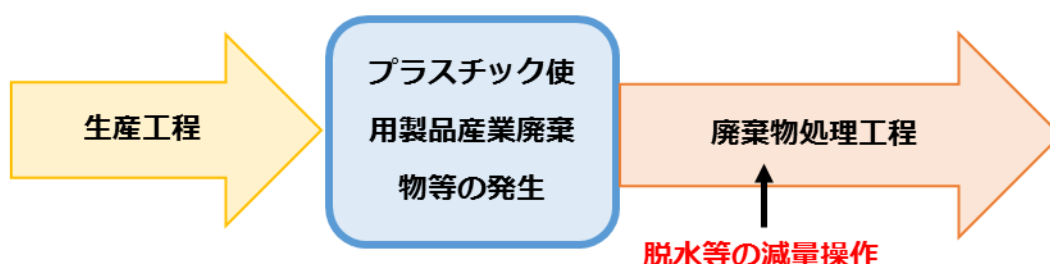 生産工程
プラスチック使
用製品産業廃棄
物等の発生
廃棄物処理工程
脱水等の減量操作